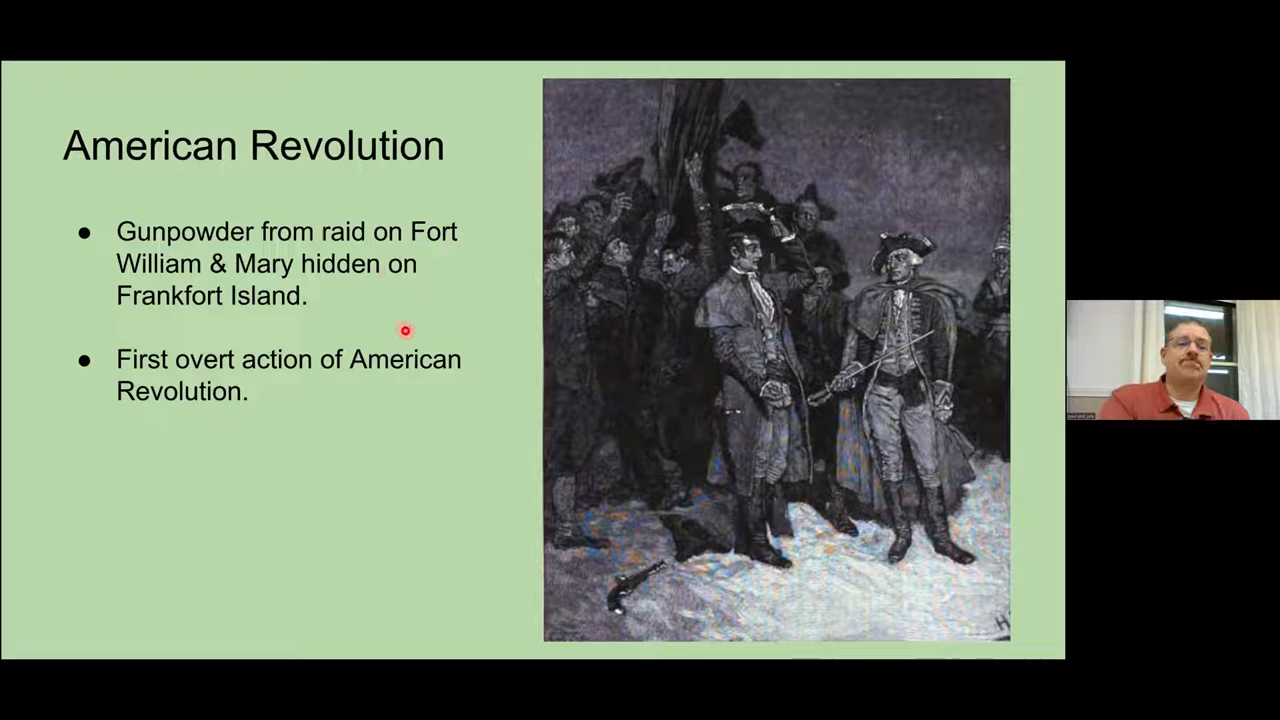 American Revolution
● Gunpowder from raid on Fort
William & Mary hidden on
Frankfort Island.
● First overt action of American
Revolution.